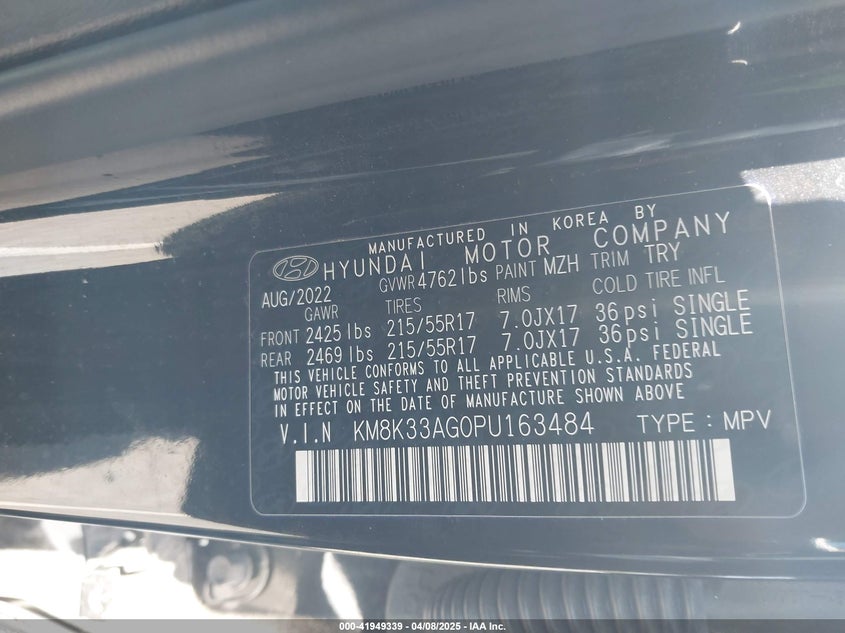 MANUFACTURED IN KOREA BY
HYUNDAI MOTOR COMPANY
AUG/2022 GVWR 4762 lbs PAINT MZH TRIM TRY
GAWR TIRES RIMS COLD TIRE INFL
FRONT 2425 lbs 215/55R17 7.0JX17 36 psi SINGLE
REAR 2469 lbs 215/55R17 7.0JX17 36 psi SINGLE
THIS VEHICLE CONFORMS TO ALL APPLICABLE U.S.A. FEDERAL
MOTOR VEHICLE SAFETY AND THEFT PREVENTION STANDARDS
IN EFFECT ON THE DATE OF MANUFACTURE SHOWN ABOVE
V.I.N KM8K33AG0PU163484 TYPE : MPV
000-41949339 - 04/08/2025 - IAA Inc.